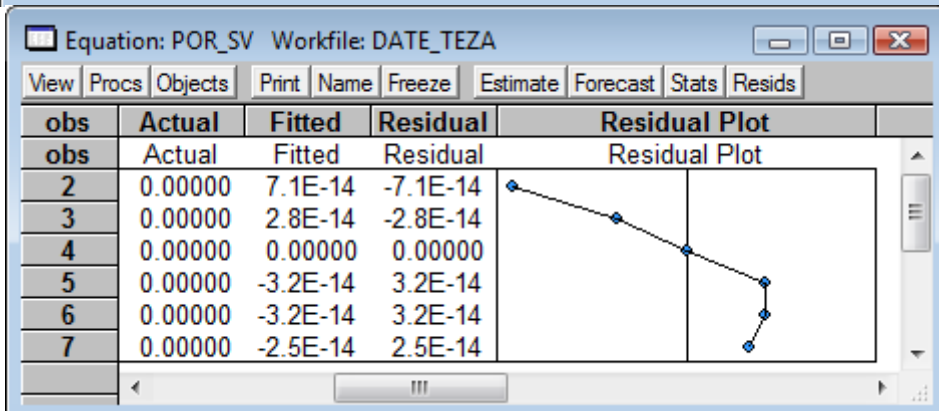 Equation: POR_SV Workfile: DATE_TEZA
View Procs Objects Print Name Freeze Estimate Forecast Stats Resids
obs Actual Fitted Residual Residual Plot
obs Actual Fitted Residual Residual Plot
2 0.00000 7.1E-14 -7.1E-14
3 0.00000 2.8E-14 -2.8E-14
4 0.00000 0.00000 0.00000
5 0.00000 -3.2E-14 3.2E-14
6 0.00000 -3.2E-14 3.2E-14
7 0.00000 -2.5E-14 2.5E-14